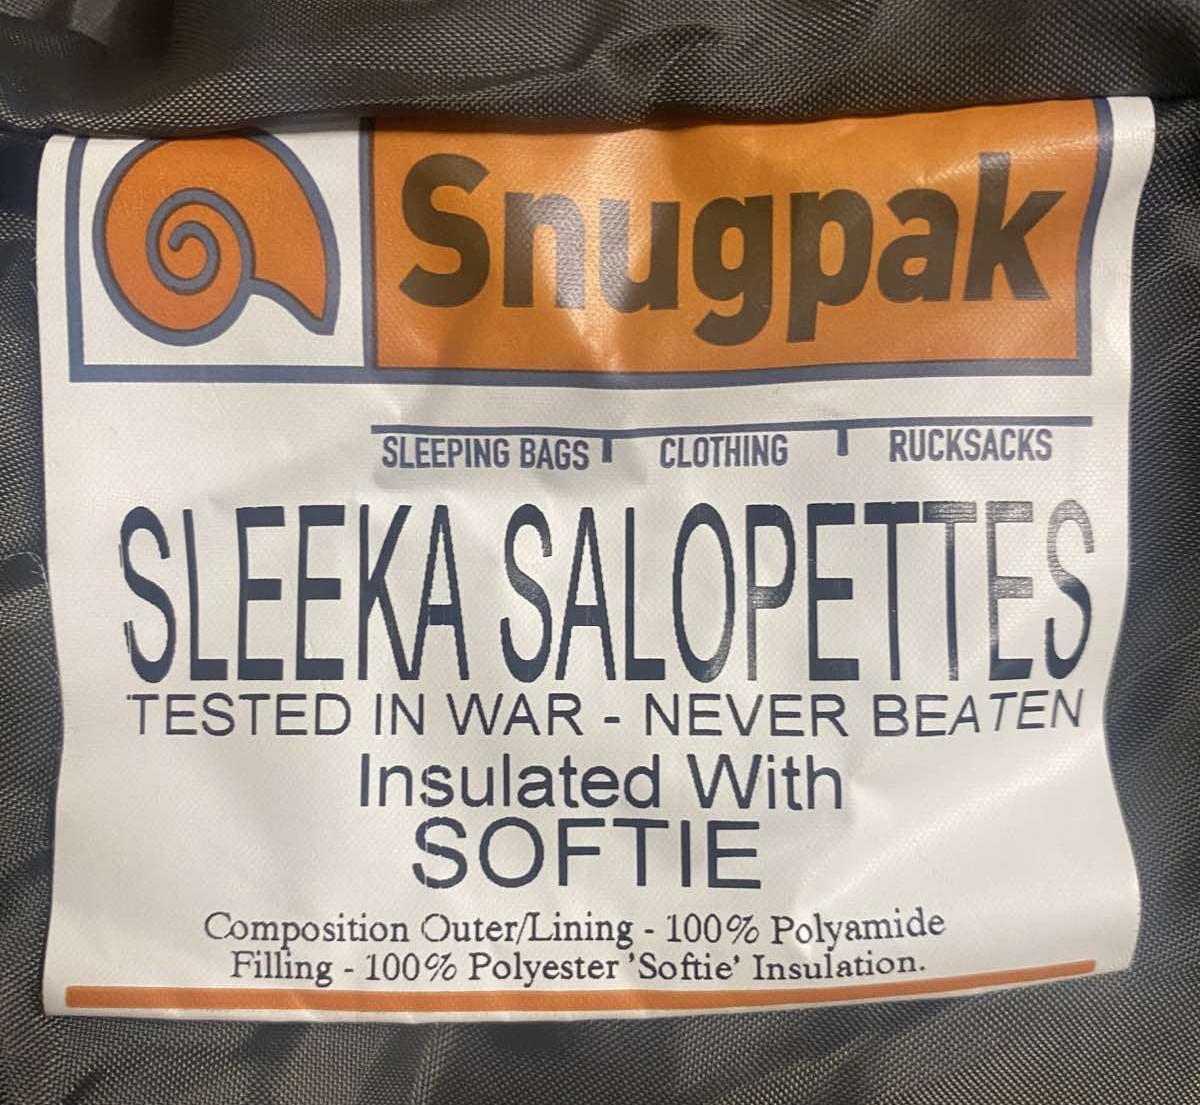 Snugpak
SLEEPING BAGS CLOTHING RUCKSACKS
SLEEKA SALOPETTES
TESTED IN WAR - NEVER BEATEN
Insulated With
SOFTIE
Composition Outer/Lining - 100% Polyamide
Filling - 100% Polyester 'Softie' Insulation.